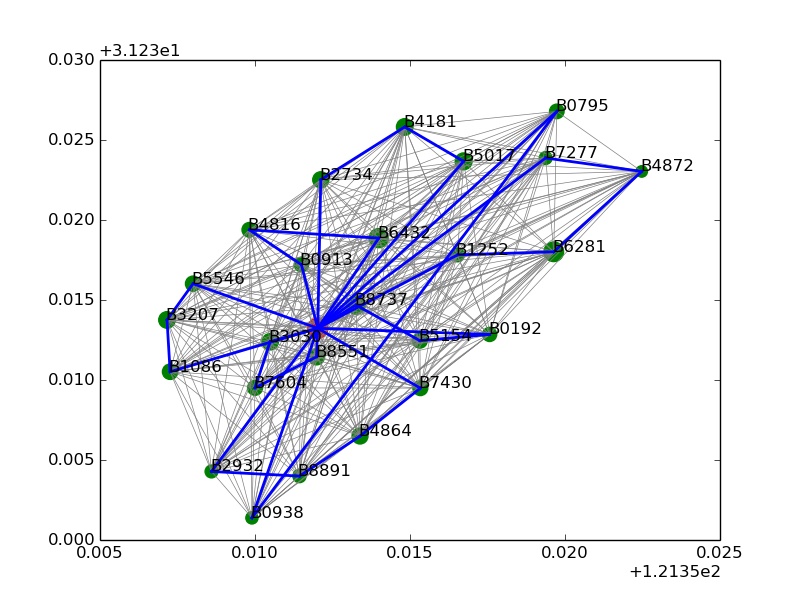 +3.123e1
0.030
0.025
0.020
0.015
0.010
0.005
0.000
B0795
B4181
B5017
B7277
B4872
B2734
B4816
B6432
B1252
B6281
B0913
B5546
B8737
B3207
B3030
B5154
B0192
B8551
B1086
B7604
B7430
B4864
B2932
B8891
B0938
0.005
0.010
0.015
0.020
0.025
+1.2135e2